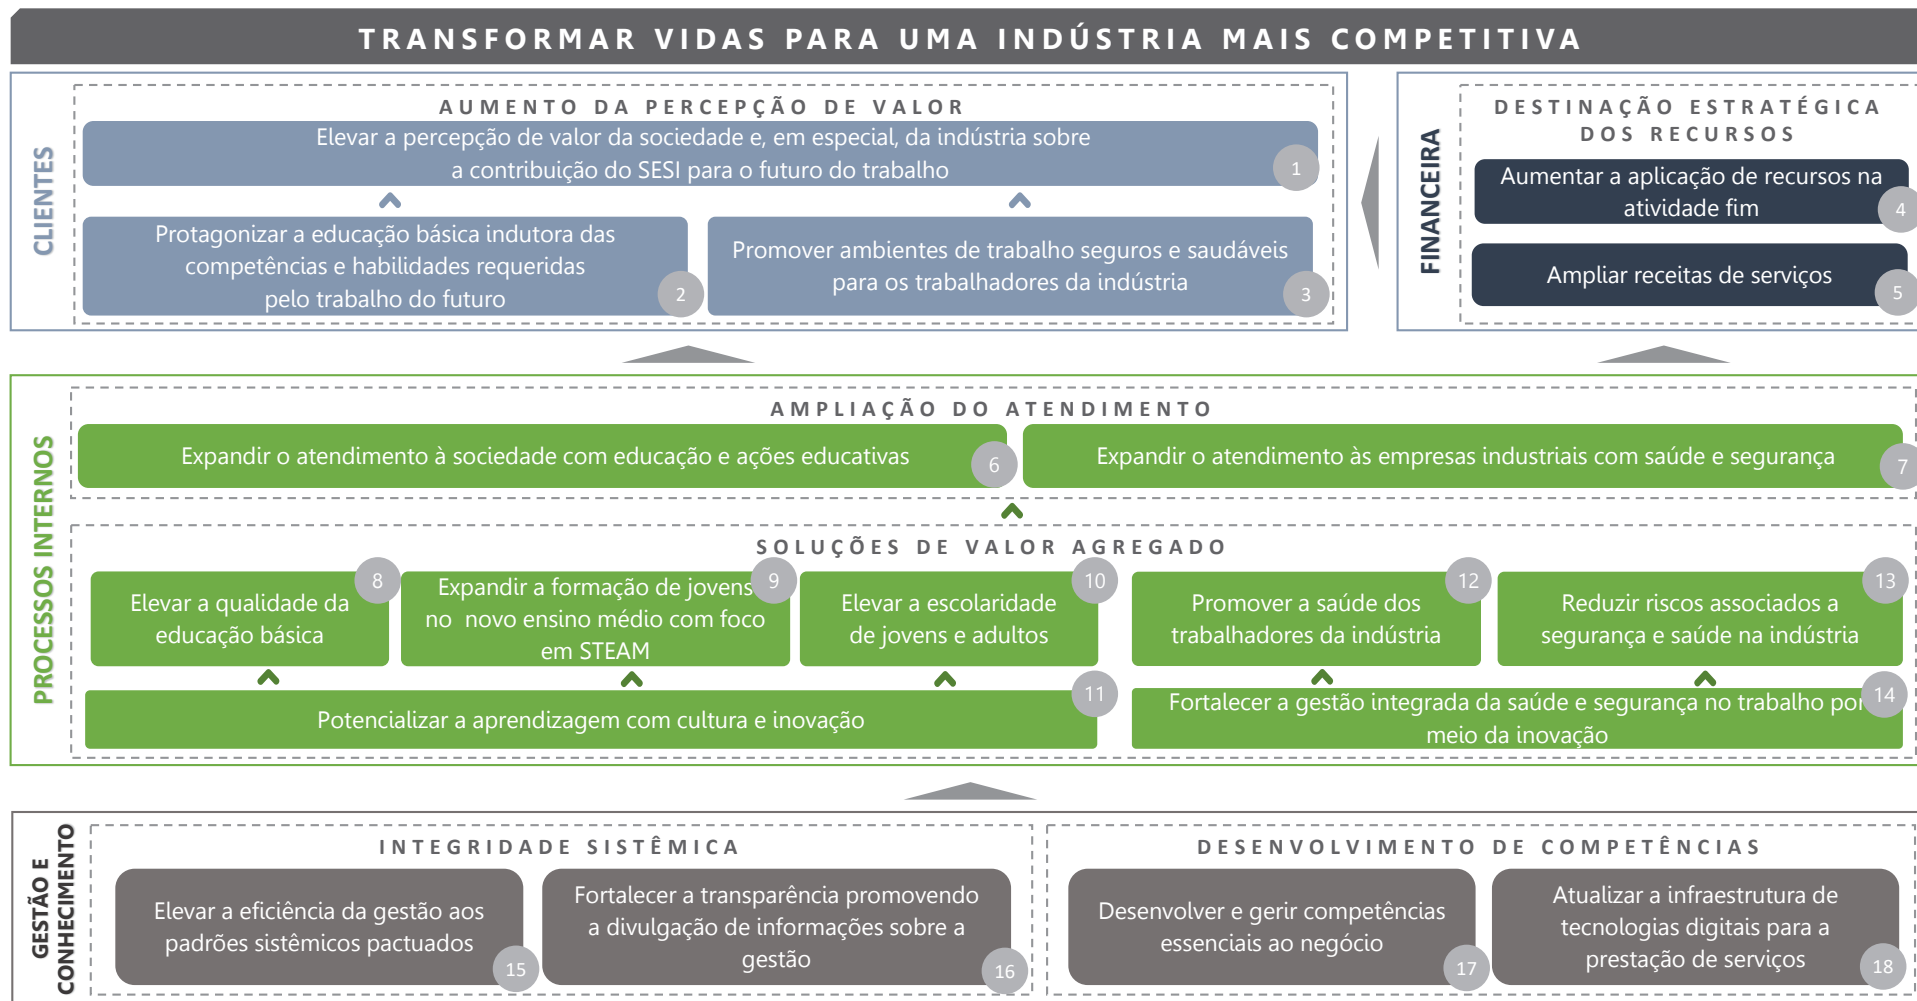 TRANSFORMAR VIDAS PARA UMA INDÚSTRIA MAIS COMPETITIVA
CLIENTES
AUMENTO DA PERCEPÇÃO DE VALOR
Elevar a percepção de valor da sociedade e, em especial, da indústria sobre
a contribuição do SESI para o futuro do trabalho
1
Protagonizar a educação básica indutora das
competências e habilidades requeridas
pelo trabalho do futuro
2
Promover ambientes de trabalho seguros e saudáveis
para os trabalhadores da indústria
3
FINANCEIRA
DESTINAÇÃO ESTRATÉGICA
DOS RECURSOS
Aumentar a aplicação de recursos na
atividade fim
4
Ampliar receitas de serviços
5
PROCESSOS INTERNOS
AMPLIAÇÃO DO ATENDIMENTO
Expandir o atendimento à sociedade com educação e ações educativas
6
Expandir o atendimento às empresas industriais com saúde e segurança
7
SOLUÇÕES DE VALOR AGREGADO
Elevar a qualidade da
educação básica
8
Expandir a formação de jovens
no novo ensino médio com foco
em STEAM
9
Elevar a escolaridade
de jovens e adultos
10
Promover a saúde dos
trabalhadores da indústria
12
Reduzir riscos associados a
segurança e saúde na indústria
13
Potencializar a aprendizagem com cultura e inovação
11
Fortalecer a gestão integrada da saúde e segurança no trabalho por
meio da inovação
14
GESTÃO E
CONHECIMENTO
INTEGRIDADE SISTÊMICA
Elevar a eficiência da gestão aos
padrões sistêmicos pactuados
15
Fortalecer a transparência promovendo
a divulgação de informações sobre a
gestão
16
DESENVOLVIMENTO DE COMPETÊNCIAS
Desenvolver e gerir competências
essenciais ao negócio
17
Atualizar a infraestrutura de
tecnologias digitais para a
prestação de serviços
18